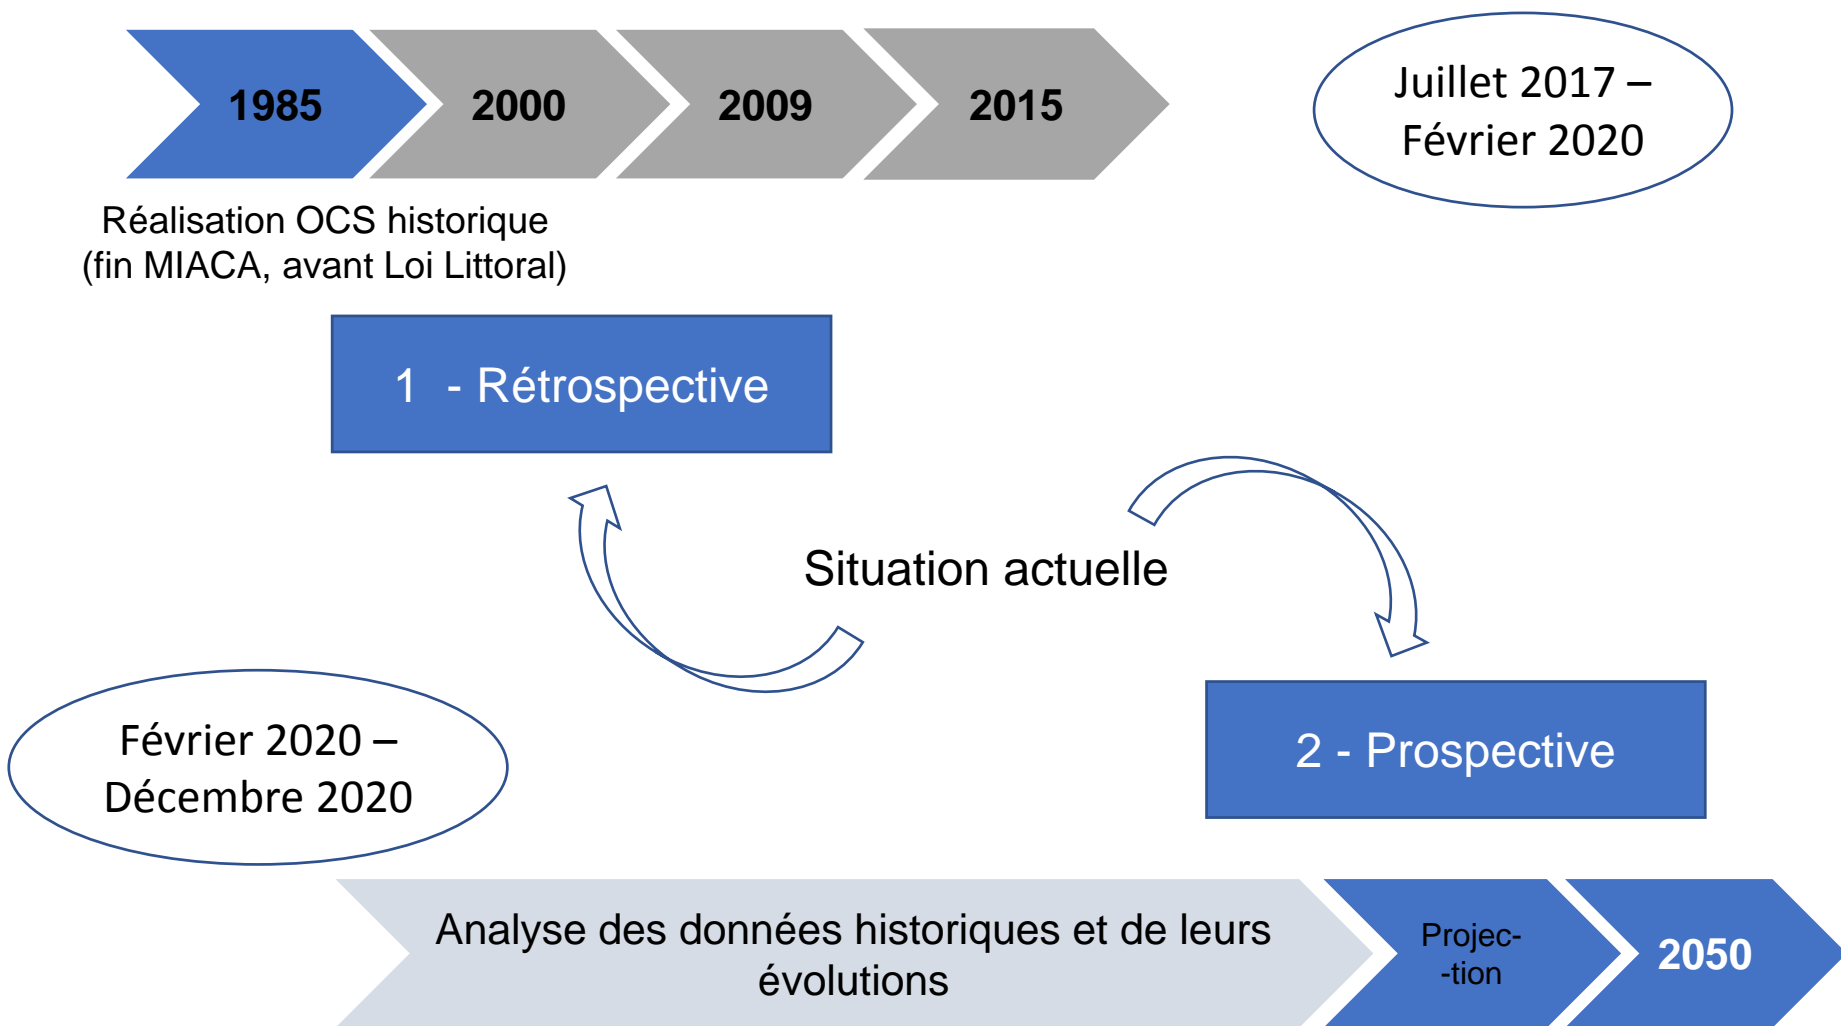 1985
2000
2009
2015
Juillet 2017 –
Février 2020
Réalisation OCS historique
(fin MIACA, avant Loi Littoral)
1 - Rétrospective
Situation actuelle
Février 2020 –
Décembre 2020
2 - Prospective
Analyse des données historiques et de leurs
évolutions
Projec-
-tion
2050